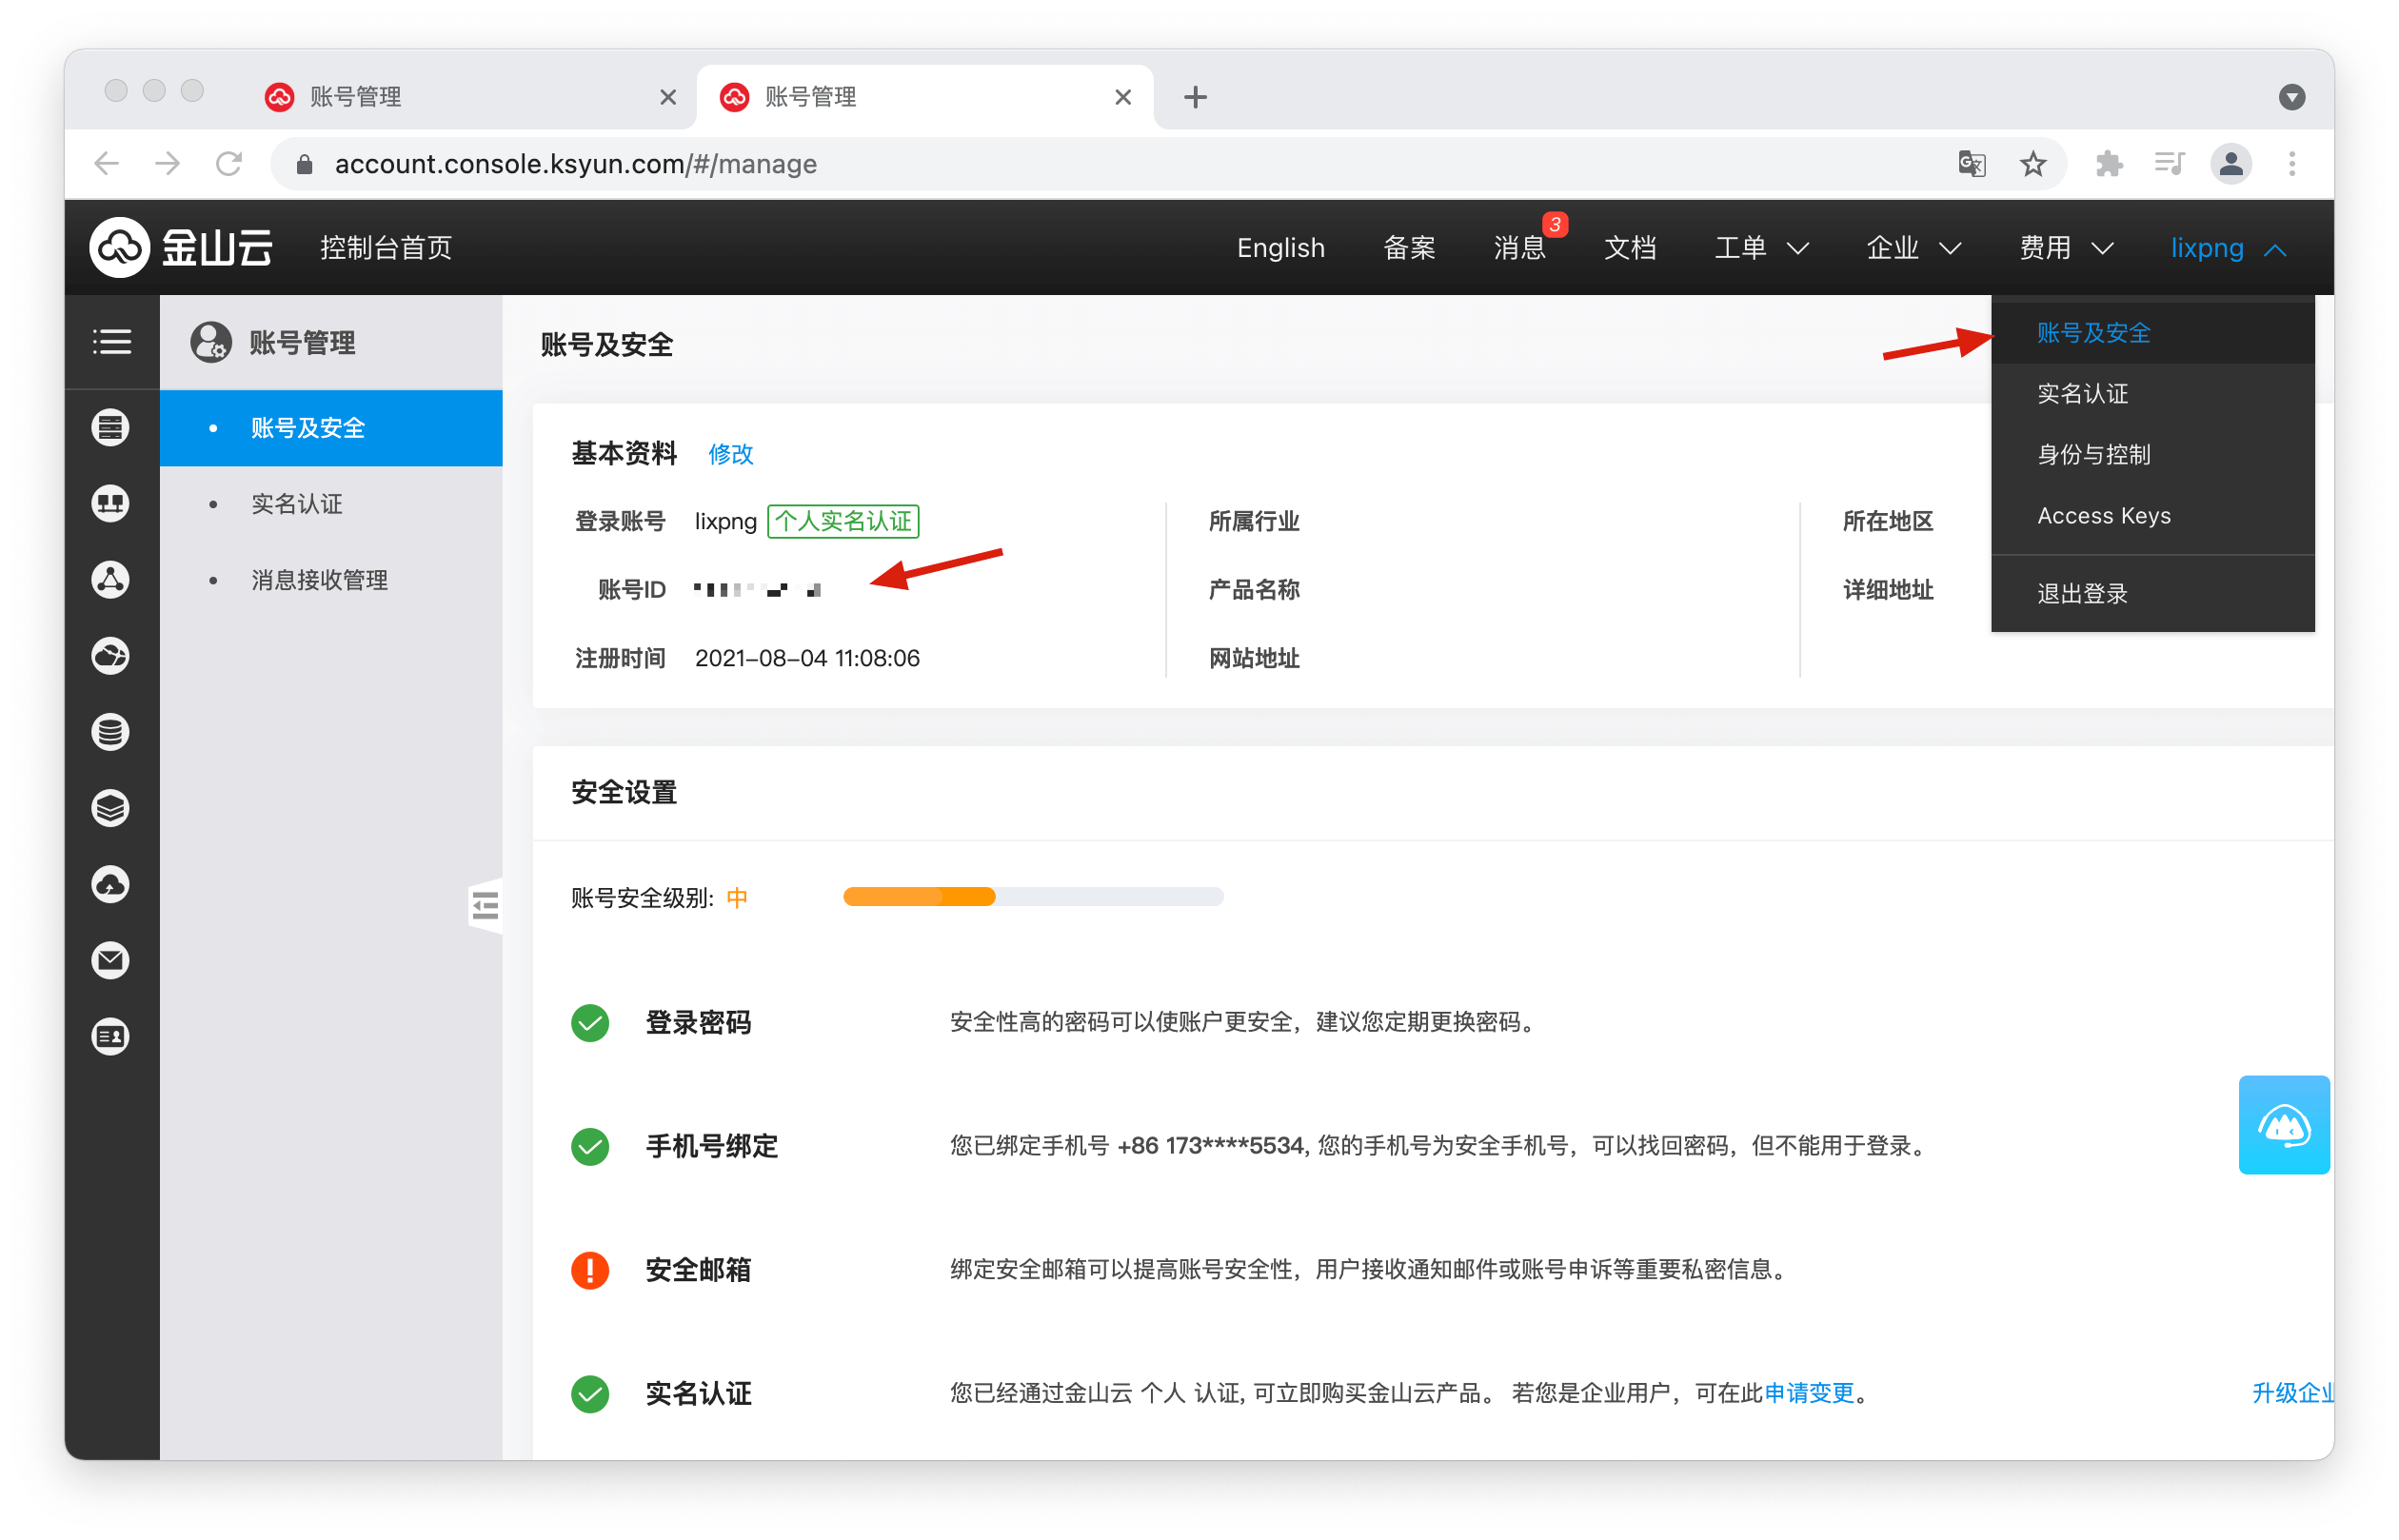 账号管理
账号管理
account.console.ksyun.com/#/manage
金山云 控制台首页 English 备案 消息 3 文档 工单 企业 费用 lixpng
账号管理
账号及安全
实名认证
消息接收管理
账号及安全
账号及安全
实名认证
身份与控制
Access Keys
退出登录
基本资料 修改
登录账号 lixpng 个人实名认证
账号ID
注册时间 2021-08-04 11:08:06
所属行业
产品名称
网站地址
所在地区
详细地址
安全设置
账号安全级别: 中
登录密码 安全性高的密码可以使账户更安全，建议您定期更换密码。
手机号绑定 您已绑定手机号 +86 173****5534, 您的手机号为安全手机号，可以找回密码，但不能用于登录。
安全邮箱 绑定安全邮箱可以提高账号安全性，用户接收通知邮件或账号申诉等重要私密信息。
实名认证 您已经通过金山云 个人 认证, 可立即购买金山云产品。 若您是企业用户，可在此申请变更。 升级企业